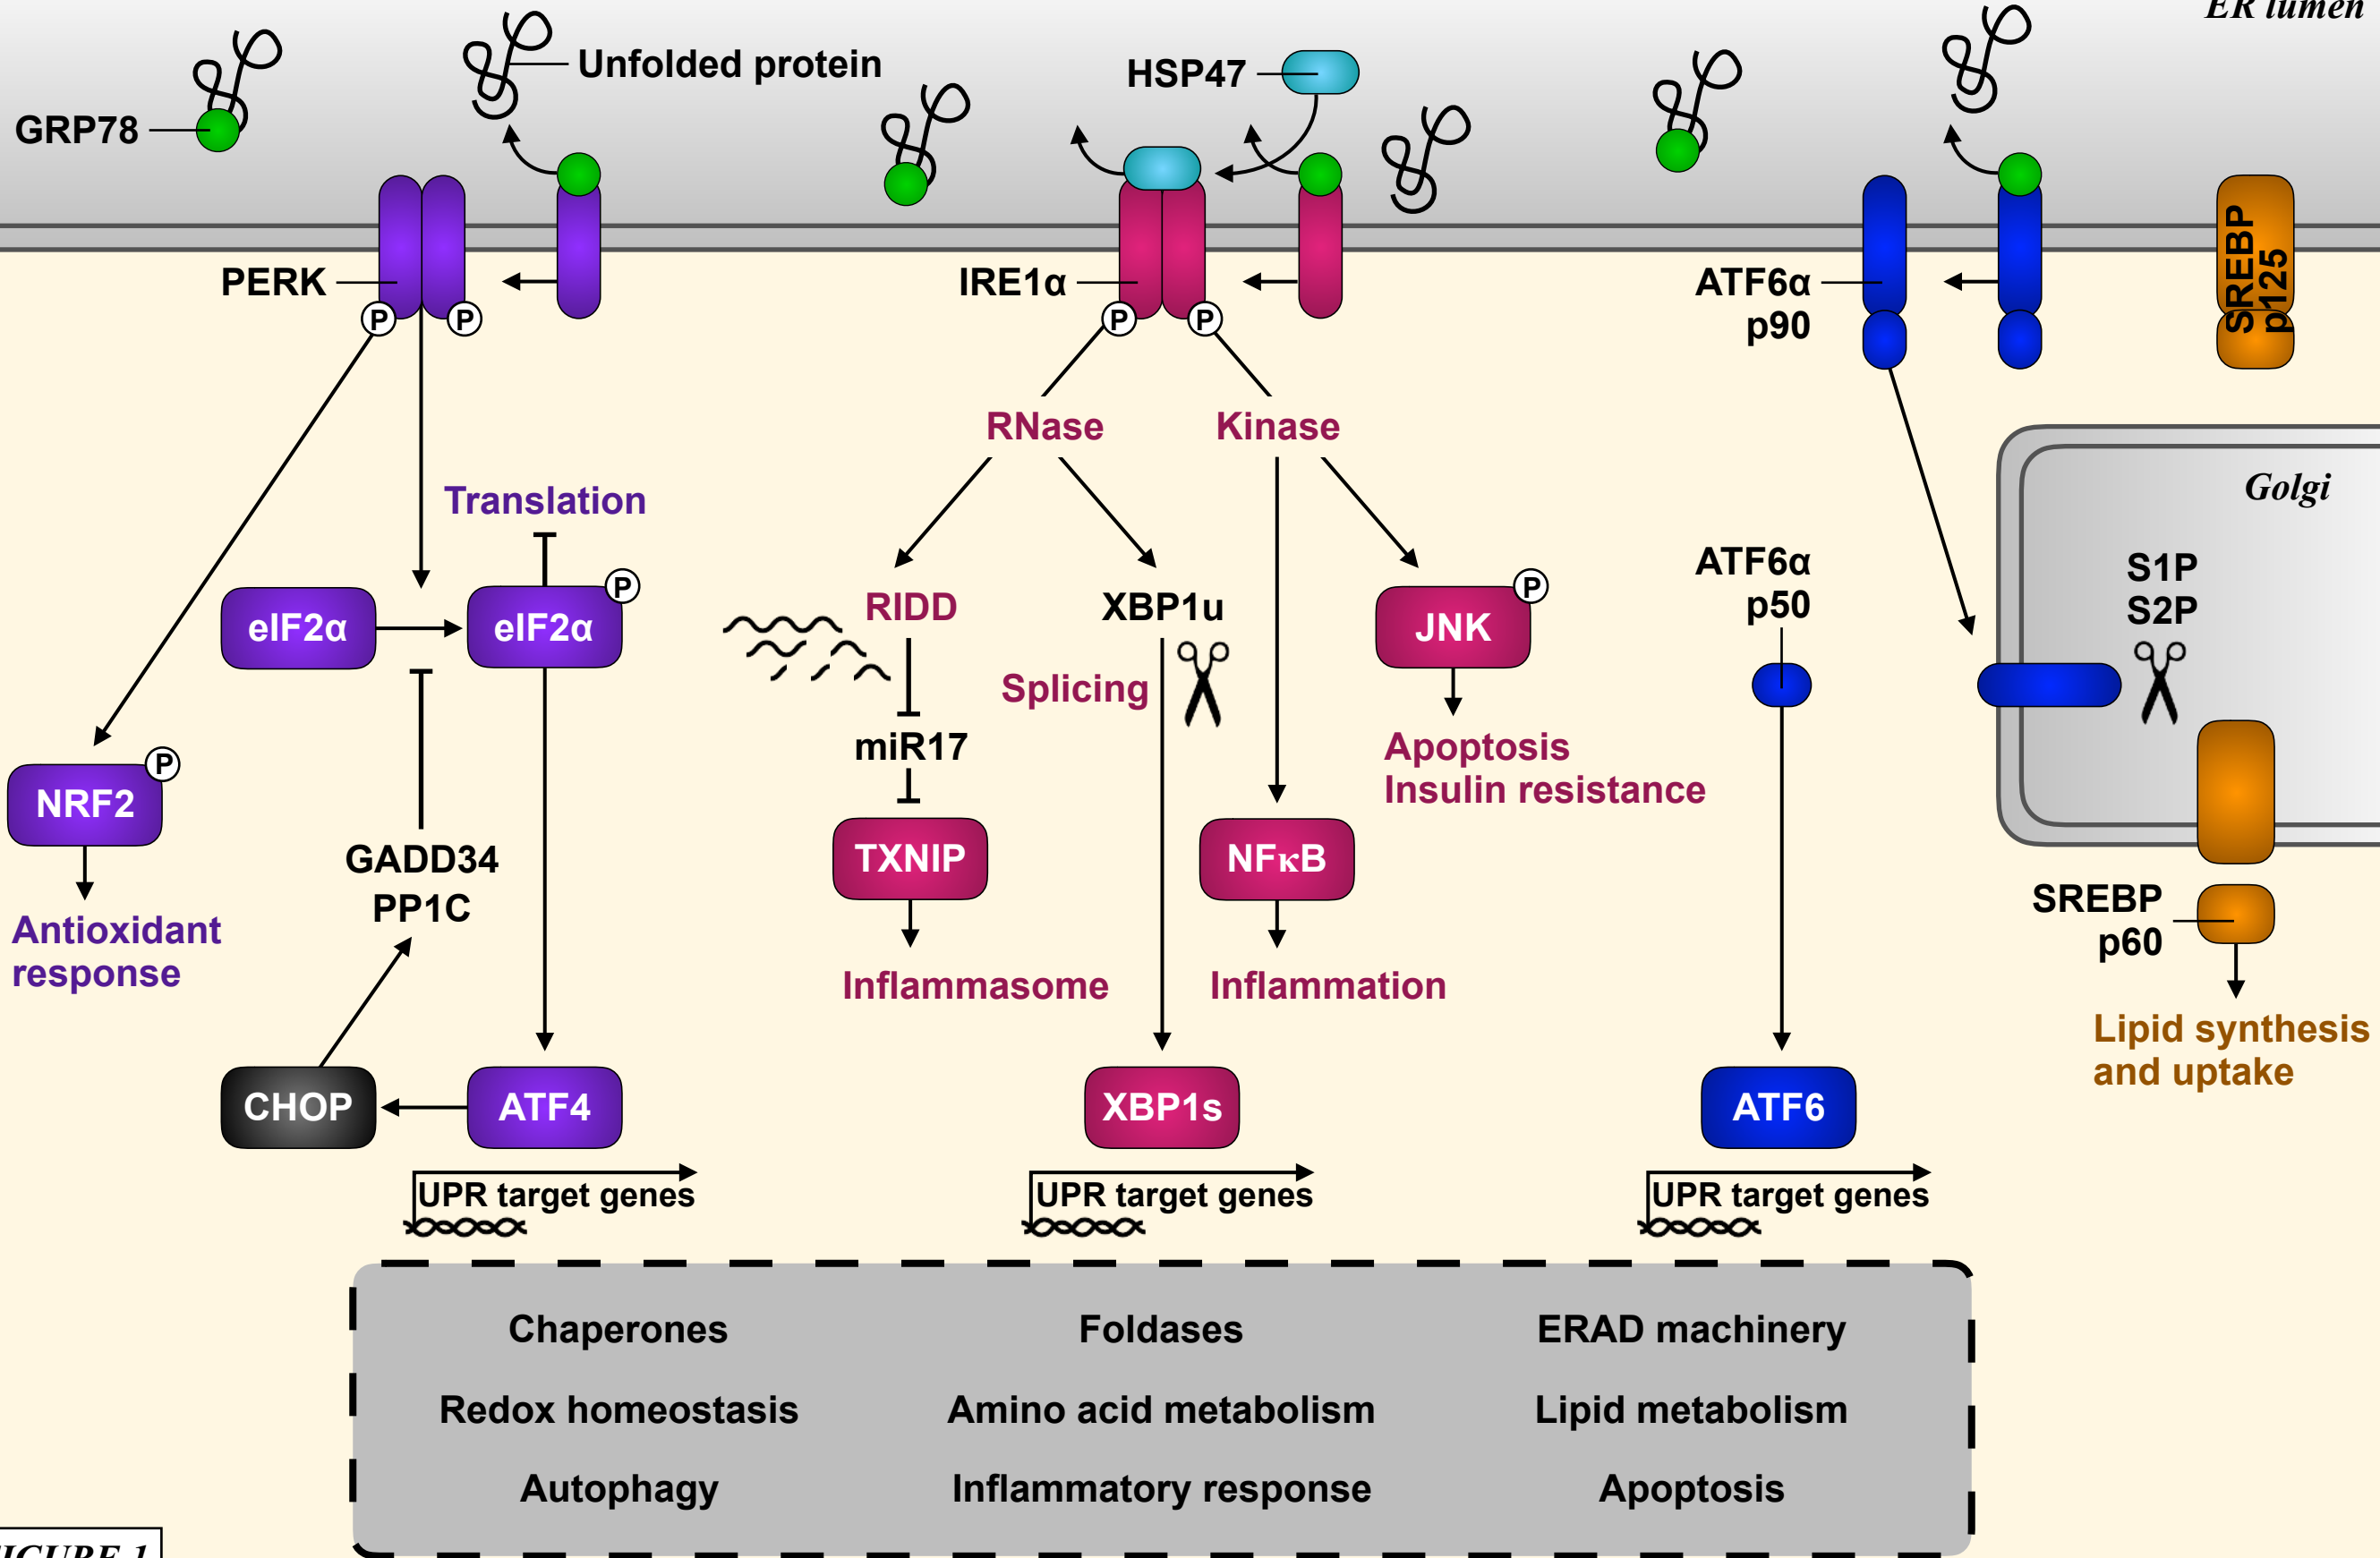 ER lumen
Unfolded protein
HSP47
GRP78
PERK
P
P
IRE1α
P
P
ATF6α
p90
SREBP
p125
RNase
Kinase
Golgi
Translation
eIF2α
eIF2α
P
RIDD
XBP1u
JNK
P
ATF6α
p50
S1P
S2P
Splicing
miR17
Apoptosis
Insulin resistance
NRF2
P
GADD34
PP1C
TXNIP
NFκB
SREBP
p60
Antioxidant
response
Inflammasome
Inflammation
Lipid synthesis
and uptake
CHOP
ATF4
XBP1s
ATF6
UPR target genes
UPR target genes
UPR target genes
Chaperones
Foldases
ERAD machinery
Redox homeostasis
Amino acid metabolism
Lipid metabolism
Autophagy
Inflammatory response
Apoptosis
FIGURE 1